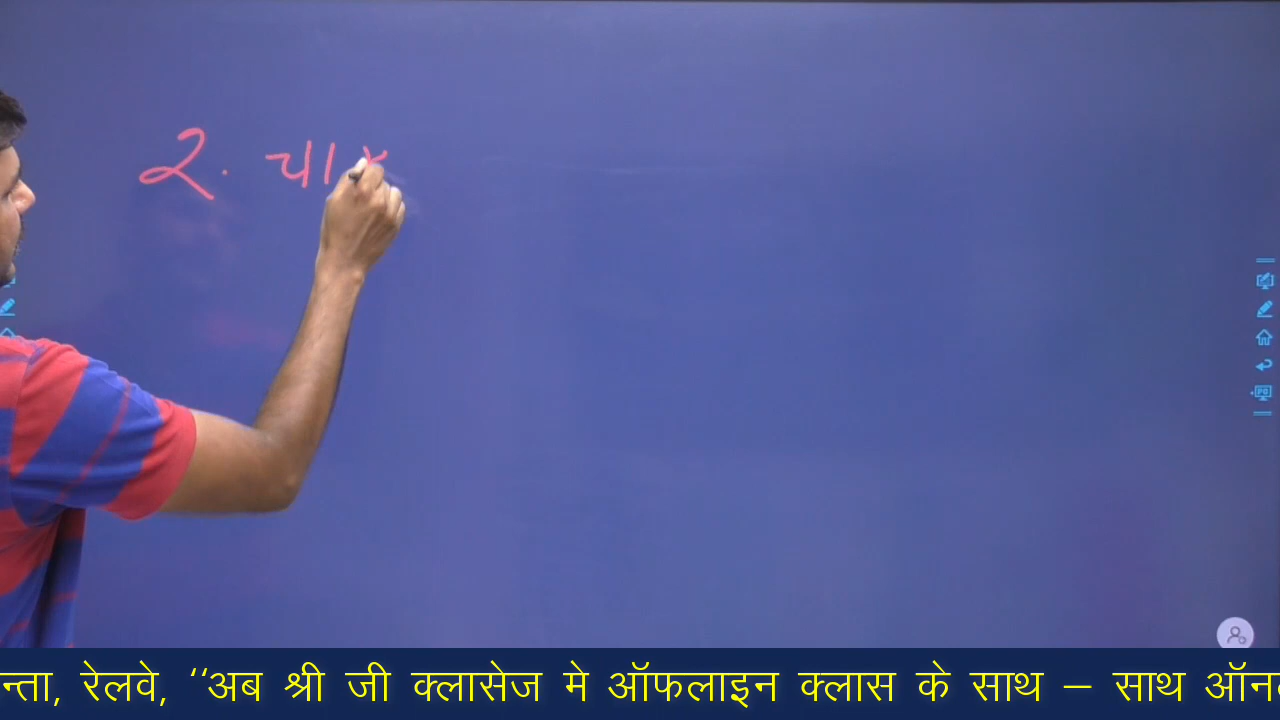 2. चा
न्ता, रेलवे, ‘‘अब श्री जी क्लासेज मे ऑफलाइन क्लास के साथ – साथ ऑन